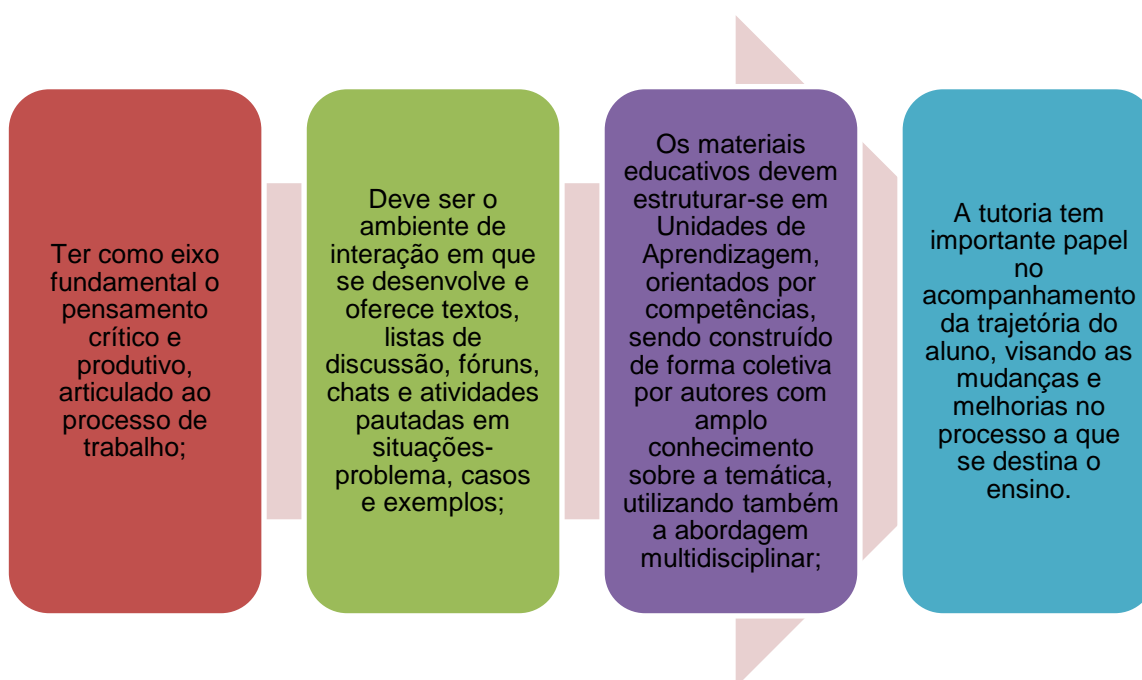 Ter como eixo
fundamental o
pensamento
crítico e
produtivo,
articulado ao
processo de
trabalho;
Deve ser o
ambiente de
interação em que
se desenvolve e
oferece textos,
listas de
discussão, fóruns,
chats e atividades
pautadas em
situações-
problema, casos
e exemplos;
Os materiais
educativos devem
estruturar-se em
Unidades de
Aprendizagem,
orientados por
competências,
sendo construído
de forma coletiva
por autores com
amplo
conhecimento
sobre a temática,
utilizando também
a abordagem
multidisciplinar;
A tutoria tem
importante papel
no
acompanhamento
da trajetória do
aluno, visando as
mudanças e
melhorias no
processo a que
se destina o
ensino.